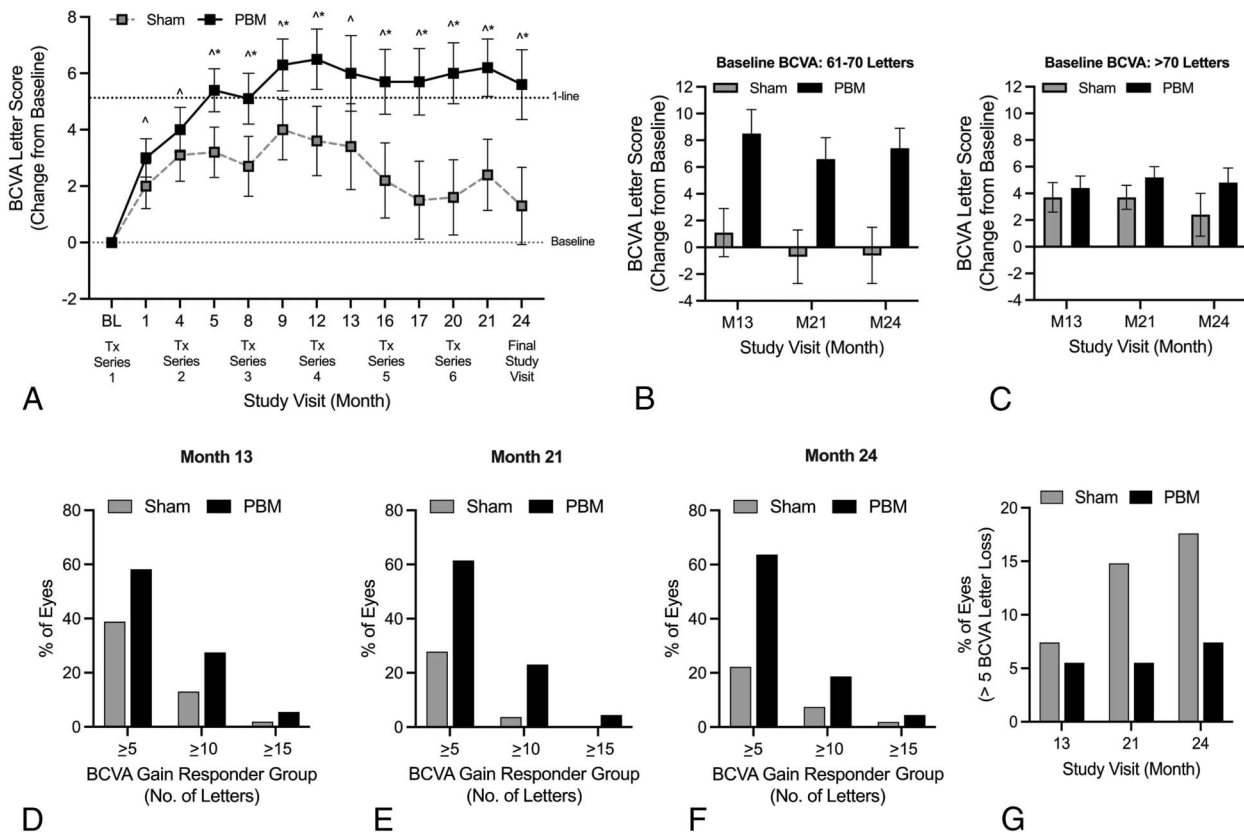 Sham PBM
BCVA Letter Score
(Change from Baseline)
8
6
4
2
0
-2
^ ^ ^* ^* ^* ^* ^ ^* ^* ^* ^* ^*
1-line
Baseline
BL 1 4 5 8 9 12 13 16 17 20 21 24
Tx Tx Tx Tx Tx Tx Final
Series Series Series Series Series Series Study
1 2 3 4 5 6 Visit
Study Visit (Month)
A
Baseline BCVA: 61-70 Letters
Sham PBM
BCVA Letter Score
(Change from Baseline)
12
10
8
6
4
2
0
-2
-4
M13 M21 M24
Study Visit (Month)
B
Baseline BCVA: >70 Letters
Sham PBM
BCVA Letter Score
(Change from Baseline)
12
10
8
6
4
2
0
-2
-4
M13 M21 M24
Study Visit (Month)
C
Month 13
Sham PBM
% of Eyes
80
60
40
20
0
≥5 ≥10 ≥15
BCVA Gain Responder Group
(No. of Letters)
D
Month 21
Sham PBM
% of Eyes
80
60
40
20
0
≥5 ≥10 ≥15
BCVA Gain Responder Group
(No. of Letters)
E
Month 24
Sham PBM
% of Eyes
80
60
40
20
0
≥5 ≥10 ≥15
BCVA Gain Responder Group
(No. of Letters)
F
Sham PBM
% of Eyes
(> 5 BCVA Letter Loss)
20
15
10
5
0
13 21 24
Study Visit (Month)
G